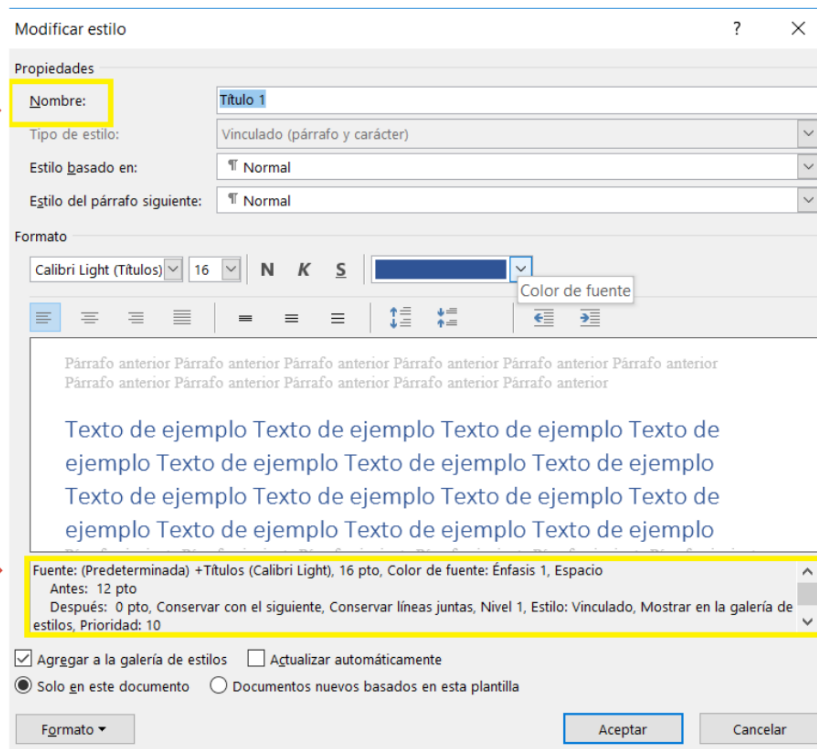 Modificar estilo ? ×
Propiedades
Nombre: Título 1
Tipo de estilo: Vinculado (párrafo y carácter)
Estilo basado en: ¶ Normal
Estilo del párrafo siguiente: ¶ Normal
Formato
Calibri Light (Títulos) 16 N K S
Color de fuente
Párrafo anterior Párrafo anterior Párrafo anterior Párrafo anterior Párrafo anterior Párrafo anterior
Párrafo anterior Párrafo anterior Párrafo anterior Párrafo anterior Párrafo anterior
Texto de ejemplo Texto de ejemplo Texto de ejemplo Texto de
ejemplo Texto de ejemplo Texto de ejemplo Texto de ejemplo
Texto de ejemplo Texto de ejemplo Texto de ejemplo Texto de
ejemplo Texto de ejemplo Texto de ejemplo Texto de ejemplo
Fuente: (Predeterminada) +Títulos (Calibri Light), 16 pto, Color de fuente: Énfasis 1, Espacio
Antes: 12 pto
Después: 0 pto, Conservar con el siguiente, Conservar líneas juntas, Nivel 1, Estilo: Vinculado, Mostrar en la galería de
estilos, Prioridad: 10
Agregar a la galería de estilos Actualizar automáticamente
Solo en este documento Documentos nuevos basados en esta plantilla
Formato Aceptar Cancelar